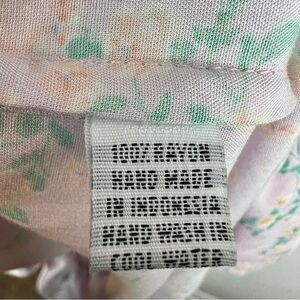 100% RAYON
HAND MADE
IN INDONESIA
HAND WASH IN
COOL WATER